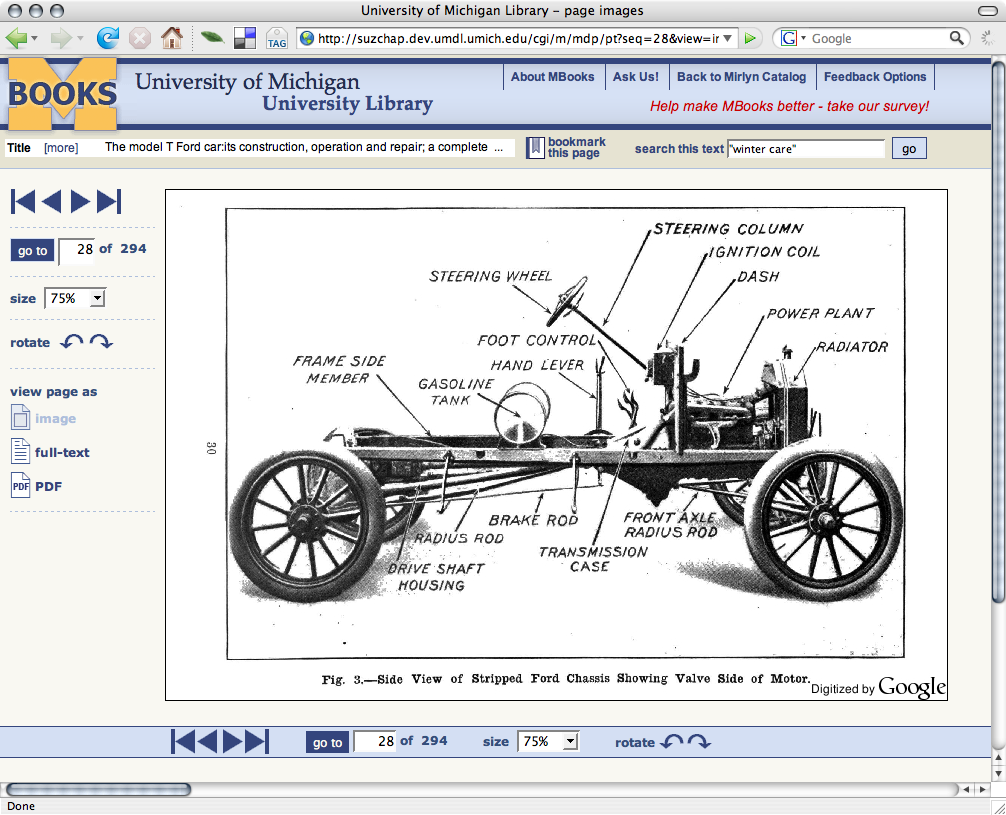 University of Michigan Library – page images
TAG
http://suzchap.dev.umdl.umich.edu/cgi/m/mdp/pt?seq=28&view=ir
G
Google
BOOKS
University of Michigan
University Library
About MBooks
Ask Us!
Back to Mirlyn Catalog
Feedback Options
Help make MBooks better - take our survey!
Title
[more]
The model T Ford car:its construction, operation and repair; a complete ...
bookmark
this page
search this text
"winter care"
go
go to
28
of 294
size
75%
rotate
view page as
image
full-text
PDF
PDF
STEERING COLUMN
IGNITION COIL
DASH
STEERING WHEEL
POWER PLANT
FOOT CONTROL
RADIATOR
HAND LEVER
FRAME SIDE
MEMBER
GASOLINE
TANK
30
BRAKE ROD
FRONT AXLE
RADIUS ROD
RADIUS ROD
TRANSMISSION
CASE
DRIVE SHAFT
HOUSING
Fig. 3.—Side View of Stripped Ford Chassis Showing Valve Side of Motor.
Digitized by Google
go to
28
of 294
size
75%
rotate
Done